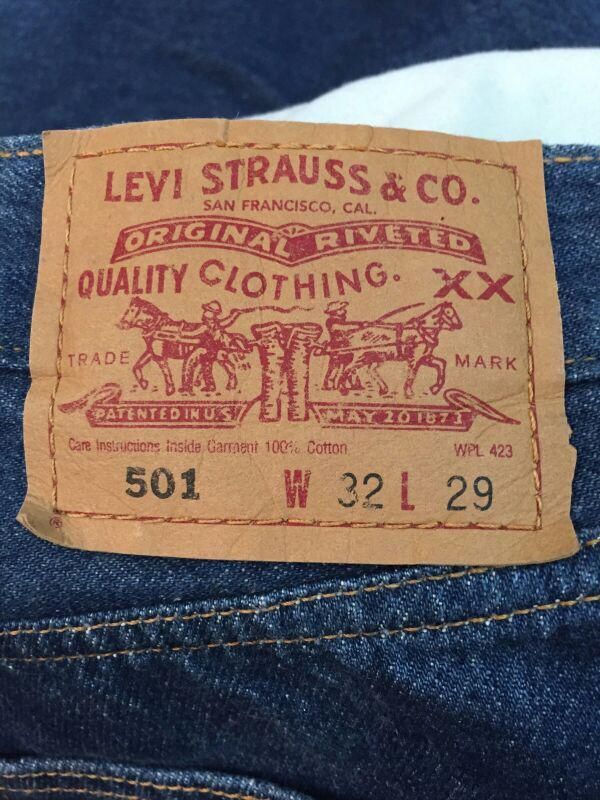 LEVI STRAUSS & CO.
SAN FRANCISCO, CAL.
ORIGINAL RIVETED
QUALITY CLOTHING. XX
TRADE MARK
PATENTED IN U.S. MAY 20 1873
Care Instructions Inside Garment 100% Cotton WPL 423
501 W 32 L 29
®